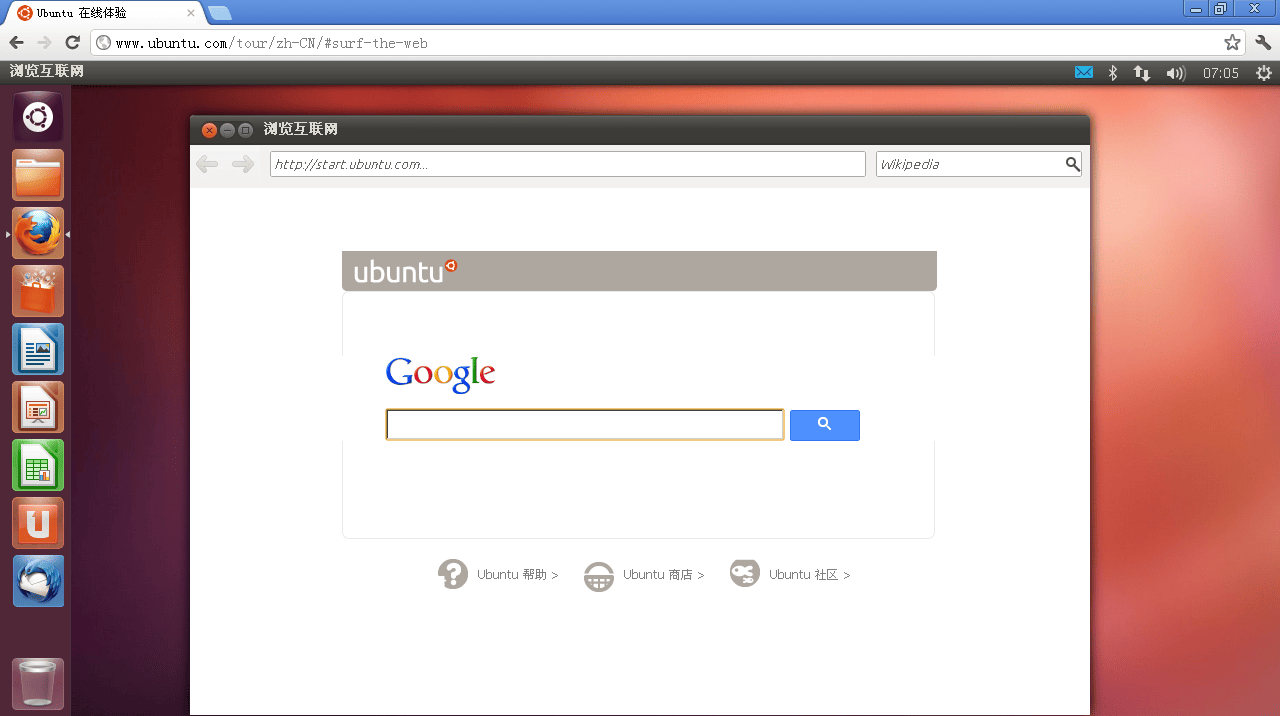 Ubuntu 在线体验
www.ubuntu.com/tour/zh-CN/#surf-the-web
浏览互联网
07:05
浏览互联网
http://start.ubuntu.com...
Wikipedia
ubuntu
Google
Ubuntu 帮助 >
Ubuntu 商店 >
Ubuntu 社区 >